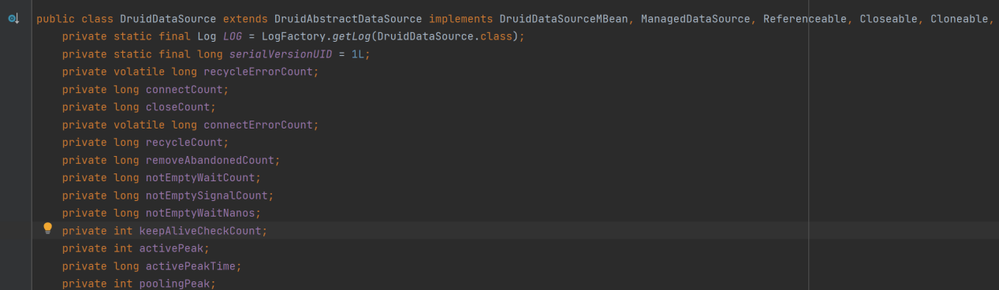 public class DruidDataSource extends DruidAbstractDataSource implements DruidDataSourceMBean, ManagedDataSource, Referenceable, Closeable, Cloneable,
private static final Log LOG = LogFactory.getLog(DruidDataSource.class);
private static final long serialVersionUID = 1L;
private volatile long recycleErrorCount;
private long connectCount;
private long closeCount;
private volatile long connectErrorCount;
private long recycleCount;
private long removeAbandonedCount;
private long notEmptyWaitCount;
private long notEmptySignalCount;
private long notEmptyWaitNanos;
private int keepAliveCheckCount;
private int activePeak;
private long activePeakTime;
private int poolingPeak;